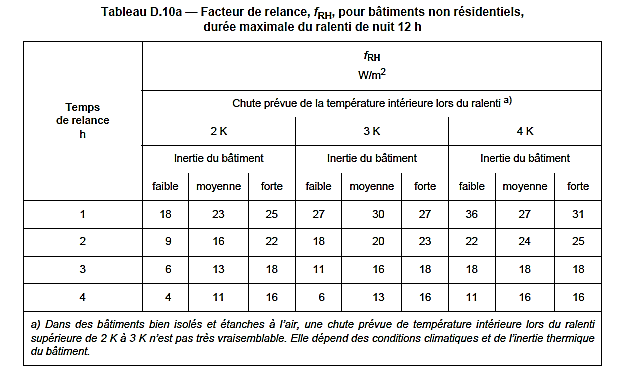 Tableau D.10a — Facteur de relance, fRH, pour bâtiments non résidentiels,
durée maximale du ralenti de nuit 12 h
Temps
de relance
h
fRH
W/m2
Chute prévue de la température intérieure lors du ralenti a)
2 K 3 K 4 K
Inertie du bâtiment Inertie du bâtiment Inertie du bâtiment
faible moyenne forte faible moyenne forte faible moyenne forte
1 18 23 25 27 30 27 36 27 31
2 9 16 22 18 20 23 22 24 25
3 6 13 18 11 16 18 18 18 18
4 4 11 16 6 13 16 11 16 16
a) Dans des bâtiments bien isolés et étanches à l'air, une chute prévue de température intérieure lors du ralenti
supérieure de 2 K à 3 K n'est pas très vraisemblable. Elle dépend des conditions climatiques et de l'inertie thermique
du bâtiment.